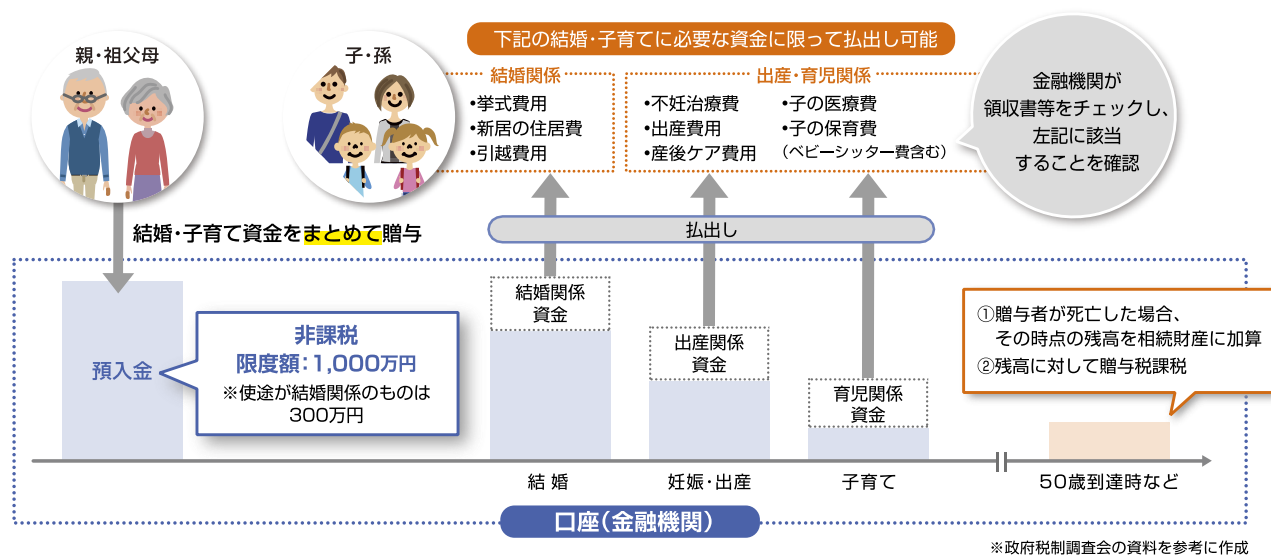 親・祖父母
子・孫
下記の結婚・子育てに必要な資金に限って払出し可能
結婚関係
•挙式費用
•新居の住居費
•引越費用
出産・育児関係
•不妊治療費
•出産費用
•産後ケア費用
•子の医療費
•子の保育費
（ベビーシッター費含む）
金融機関が
領収書等をチェックし、
左記に該当
することを確認
結婚・子育て資金をまとめて贈与
払出し
預入金
非課税
限度額：1,000万円
※使途が結婚関係のものは
300万円
結婚関係
資金
出産関係
資金
育児関係
資金
①贈与者が死亡した場合、
その時点の残高を相続財産に加算
②残高に対して贈与税課税
結婚
妊娠・出産
子育て
50歳到達時など
口座（金融機関）
※政府税制調査会の資料を参考に作成